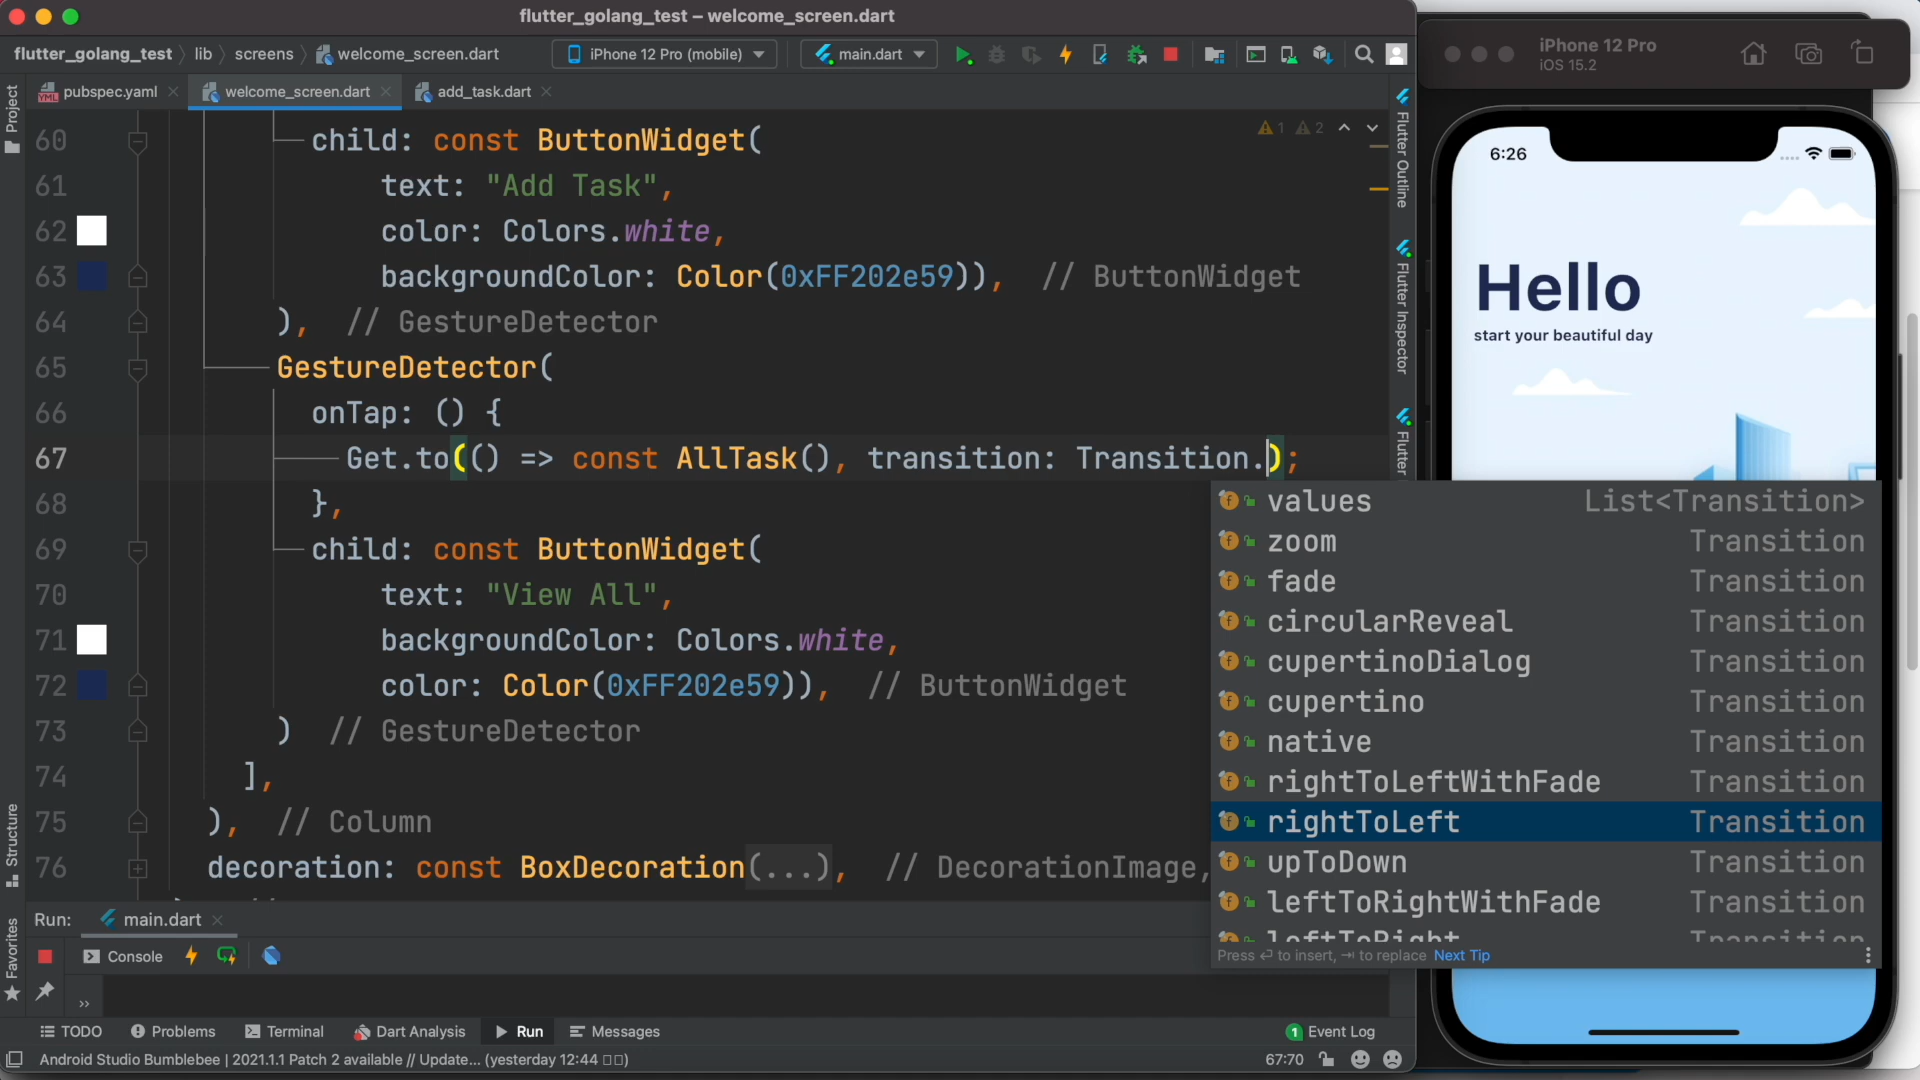 flutter_golang_test – welcome_screen.dart
flutter_golang_test lib screens welcome_screen.dart iPhone 12 Pro (mobile) main.dart
pubspec.yaml welcome_screen.dart add_task.dart
60 child: const ButtonWidget(
61 text: "Add Task",
62 color: Colors.white,
63 backgroundColor: Color(0xFF202e59)), // ButtonWidget
64 ), // GestureDetector
65 GestureDetector(
66 onTap: () {
67 Get.to(() => const AllTask(), transition: Transition.);
68 },
69 child: const ButtonWidget(
70 text: "View All",
71 backgroundColor: Colors.white,
72 color: Color(0xFF202e59)), // ButtonWidget
73 ) // GestureDetector
74 ],
75 ), // Column
76 decoration: const BoxDecoration(...), // DecorationImage,
1 2
values List<Transition>
zoom Transition
fade Transition
circularReveal Transition
cupertinoDialog Transition
cupertino Transition
native Transition
rightToLeftWithFade Transition
rightToLeft Transition
upToDown Transition
leftToRightWithFade Transition
leftToRight Transition
Press ↵ to insert, ⇥ to replace Next Tip
Project
Structure
Favorites
Flutter Outline
Flutter Inspector
Flutter
iPhone 12 Pro
iOS 15.2
6:26
Hello
start your beautiful day
Run: main.dart
Console
»
TODO Problems Terminal Dart Analysis Run Messages 1 Event Log
Android Studio Bumblebee | 2021.1.1 Patch 2 available // Update... (yesterday 12:44 ) 67:70